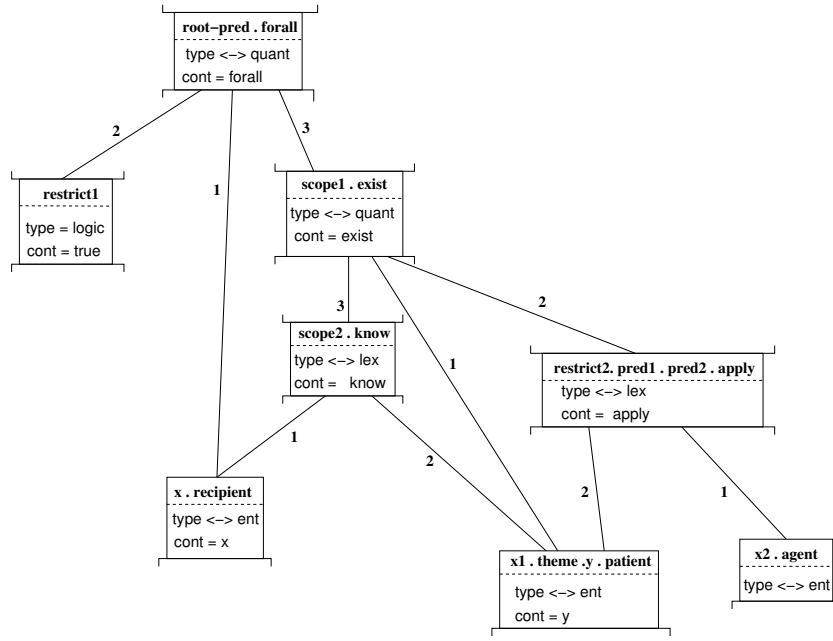 root-pred . forall
type <-> quant
cont = forall
2
3
1
restrict1
type = logic
cont = true
scope1 . exist
type <-> quant
cont = exist
2
3
1
scope2 . know
type <-> lex
cont = know
restrict2. pred1 . pred2 . apply
type <-> lex
cont = apply
1
2
2
1
x . recipient
type <-> ent
cont = x
x1 . theme .y . patient
type <-> ent
cont = y
x2 . agent
type <-> ent